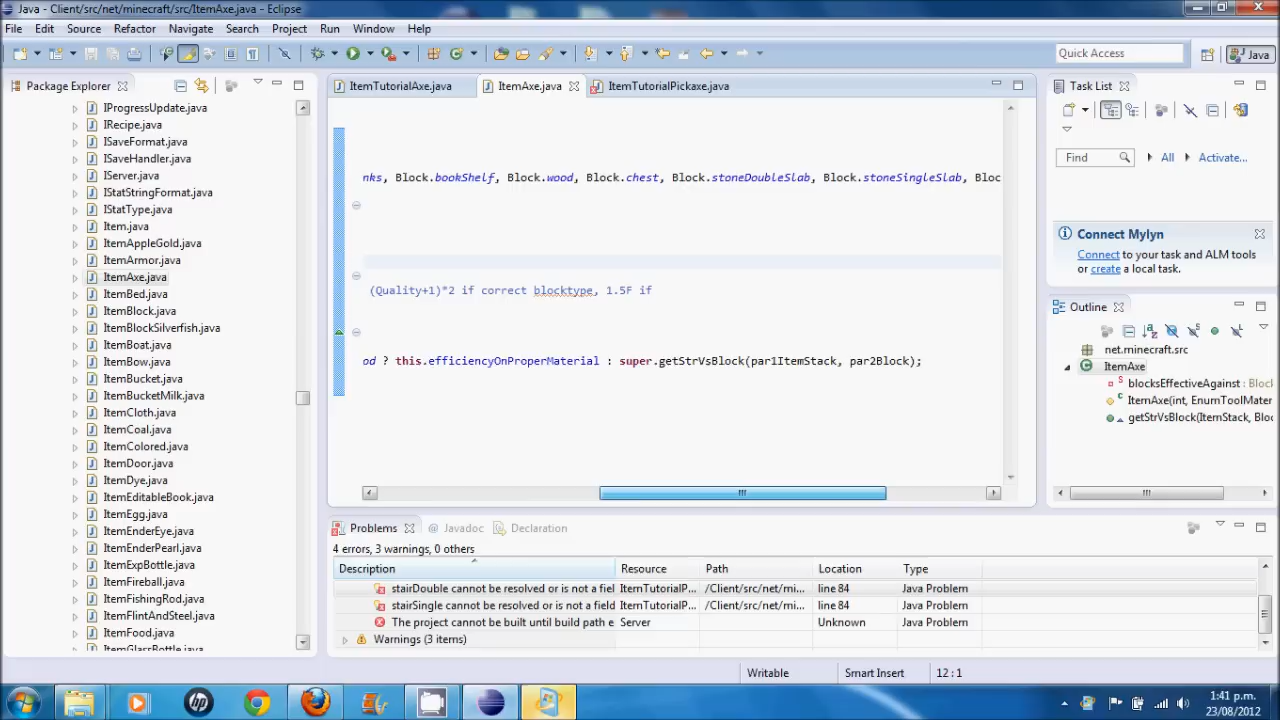 Java - Client/src/net/minecraft/src/ItemAxe.java - Eclipse
File Edit Source Refactor Navigate Search Project Run Window Help
Quick Access
Java
Package Explorer
IProgressUpdate.java
IRecipe.java
ISaveFormat.java
ISaveHandler.java
IServer.java
IStatStringFormat.java
IStatType.java
Item.java
ItemAppleGold.java
ItemArmor.java
ItemAxe.java
ItemBed.java
ItemBlock.java
ItemBlockSilverfish.java
ItemBoat.java
ItemBow.java
ItemBucket.java
ItemBucketMilk.java
ItemCloth.java
ItemCoal.java
ItemColored.java
ItemDoor.java
ItemDye.java
ItemEditableBook.java
ItemEgg.java
ItemEnderEye.java
ItemEnderPearl.java
ItemExpBottle.java
ItemFireball.java
ItemFishingRod.java
ItemFlintAndSteel.java
ItemFood.java
ItemGlassBottle.java
ItemTutorialAxe.java ItemAxe.java ItemTutorialPickaxe.java
nks, Block.bookShelf, Block.wood, Block.chest, Block.stoneDoubleSlab, Block.stoneSingleSlab, Bloc
(Quality+1)*2 if correct blocktype, 1.5F if
od ? this.efficiencyOnProperMaterial : super.getStrVsBlock(par1ItemStack, par2Block);
Task List
Find All Activate...
Connect Mylyn
Connect to your task and ALM tools
or create a local task.
Outline
net.minecraft.src
ItemAxe
blocksEffectiveAgainst : Block
ItemAxe(int, EnumToolMater
getStrVsBlock(ItemStack, Bloc
Problems Javadoc Declaration
4 errors, 3 warnings, 0 others
Description Resource Path Location Type
stairDouble cannot be resolved or is not a fiel ItemTutorialP... /Client/src/net/mi... line 84 Java Problem
stairSingle cannot be resolved or is not a field ItemTutorialP... /Client/src/net/mi... line 84 Java Problem
The project cannot be built until build path e Server Unknown Java Problem
Warnings (3 items)
Writable Smart Insert 12 : 1
1:41 p.m.
23/08/2012